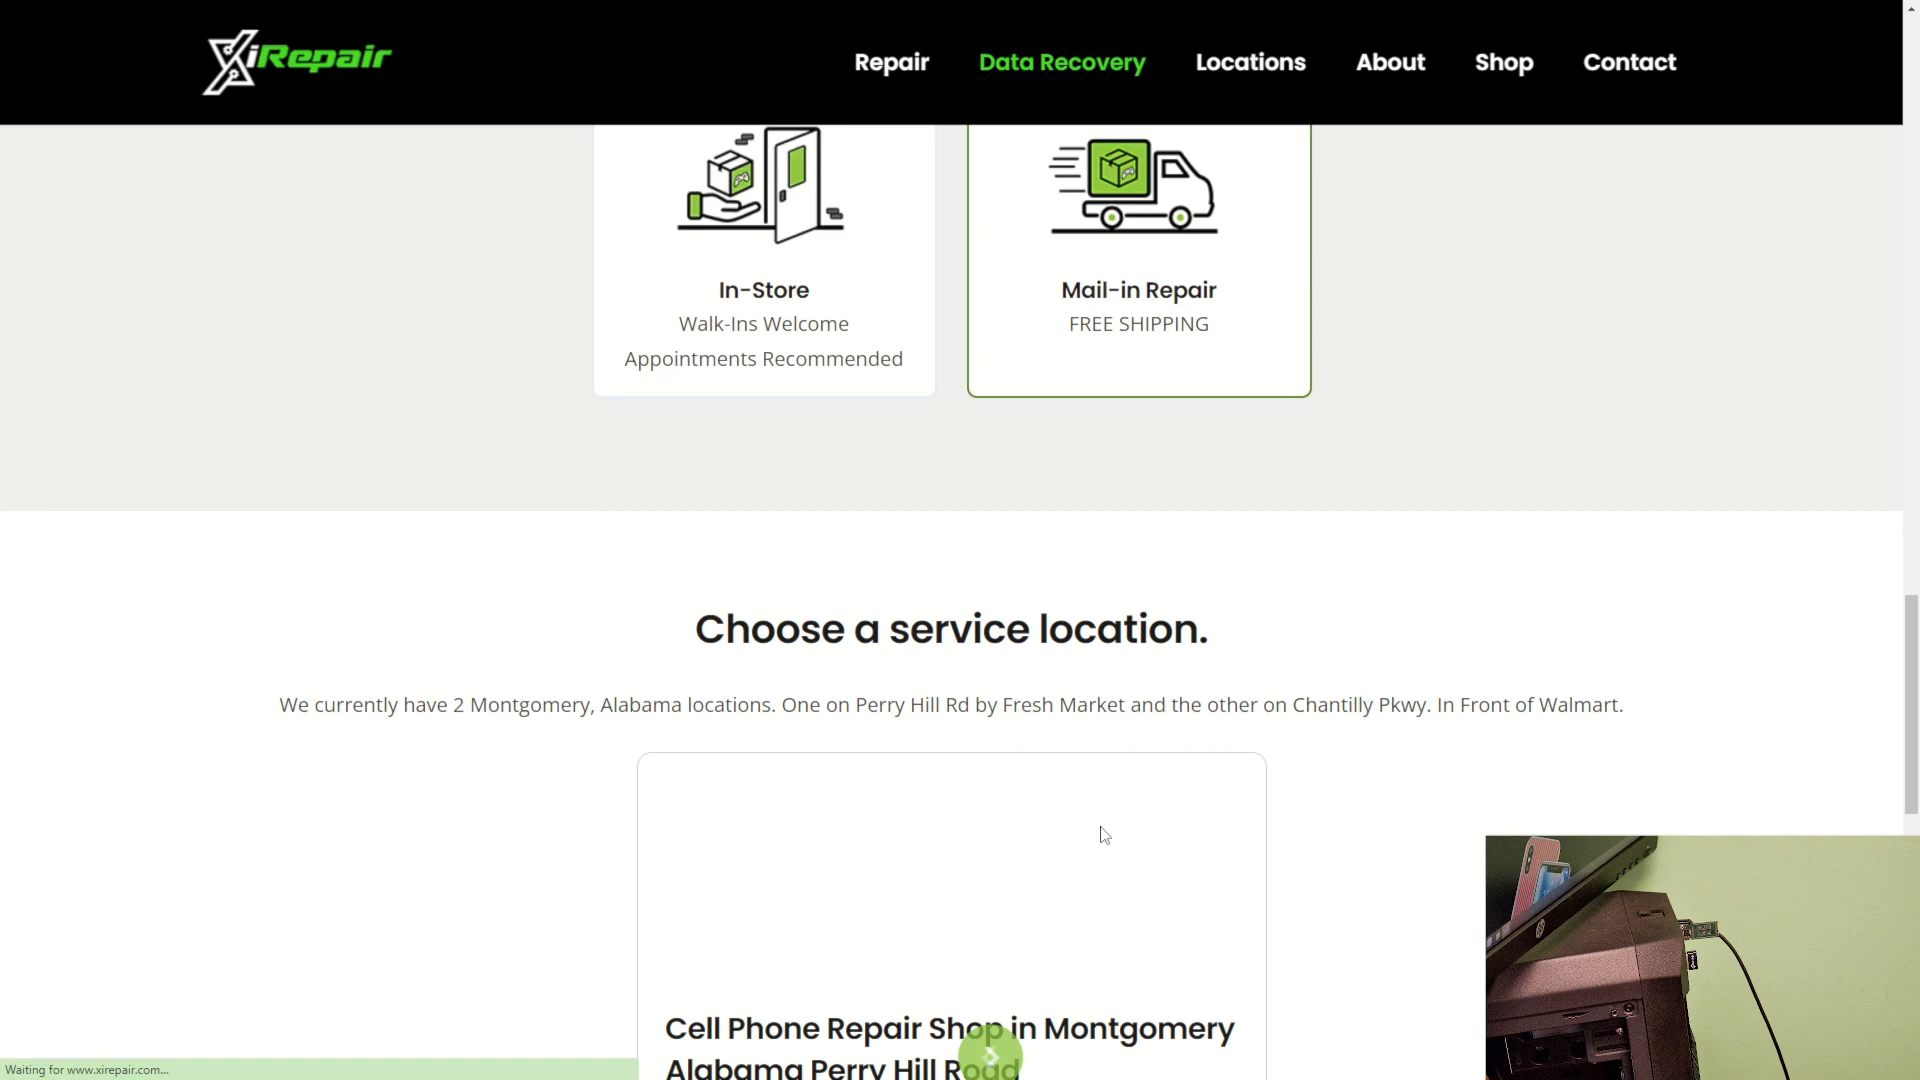 XiRepair
Repair
Data Recovery
Locations
About
Shop
Contact
In-Store
Walk-Ins Welcome
Appointments Recommended
Mail-in Repair
FREE SHIPPING
Choose a service location.
We currently have 2 Montgomery, Alabama locations. One on Perry Hill Rd by Fresh Market and the other on Chantilly Pkwy. In Front of Walmart.
Cell Phone Repair Shop in Montgomery
Alabama Perry Hill Road
Waiting for www.xirepair.com...